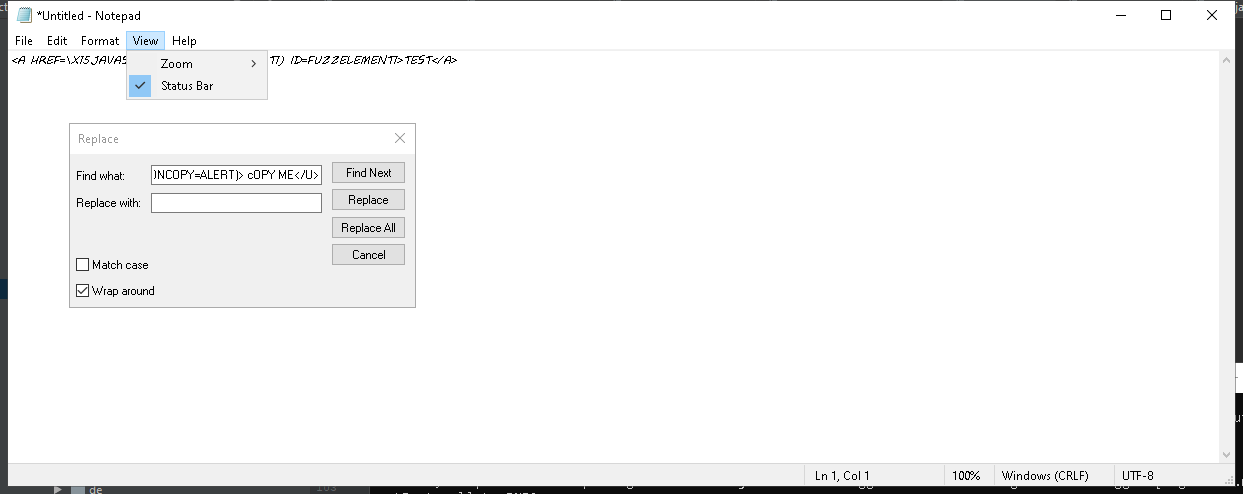 *Untitled - Notepad
File Edit Format View Help
<A HREF=\X15JAVAS
ID=FUZZELEMENT1>TEST</A>
Zoom
Status Bar
Replace
Find what: NCOPY=ALERT)> cOPY ME</U> Find Next
Replace with: Replace
Replace All
Cancel
Match case
Wrap around
Ln 1, Col 1 100% Windows (CRLF) UTF-8
de